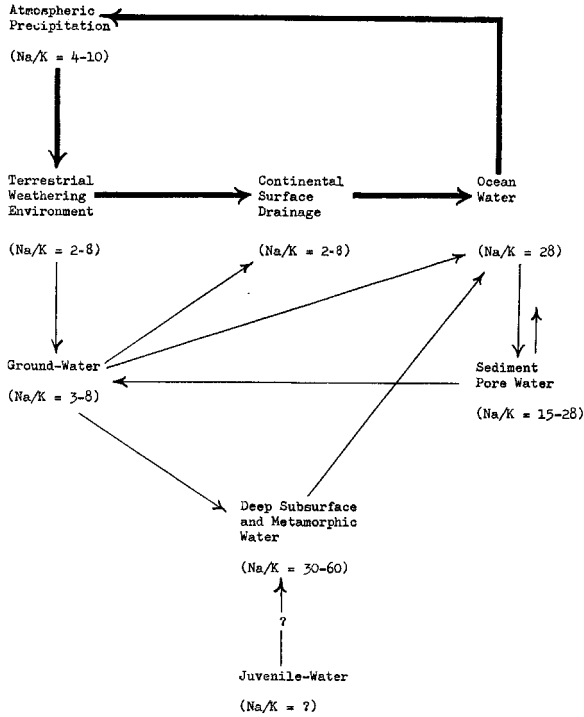 Atmospheric
Precipitation
(Na/K = 4-10)
Terrestrial
Weathering
Environment
Continental
Surface
Drainage
Ocean
Water
(Na/K = 2-8)
(Na/K = 2-8)
(Na/K = 28)
Ground-Water
(Na/K = 3-8)
Sediment
Pore Water
(Na/K = 15-28)
Deep Subsurface
and Metamorphic
Water
(Na/K = 30-60)
?
Juvenile-Water
(Na/K = ?)